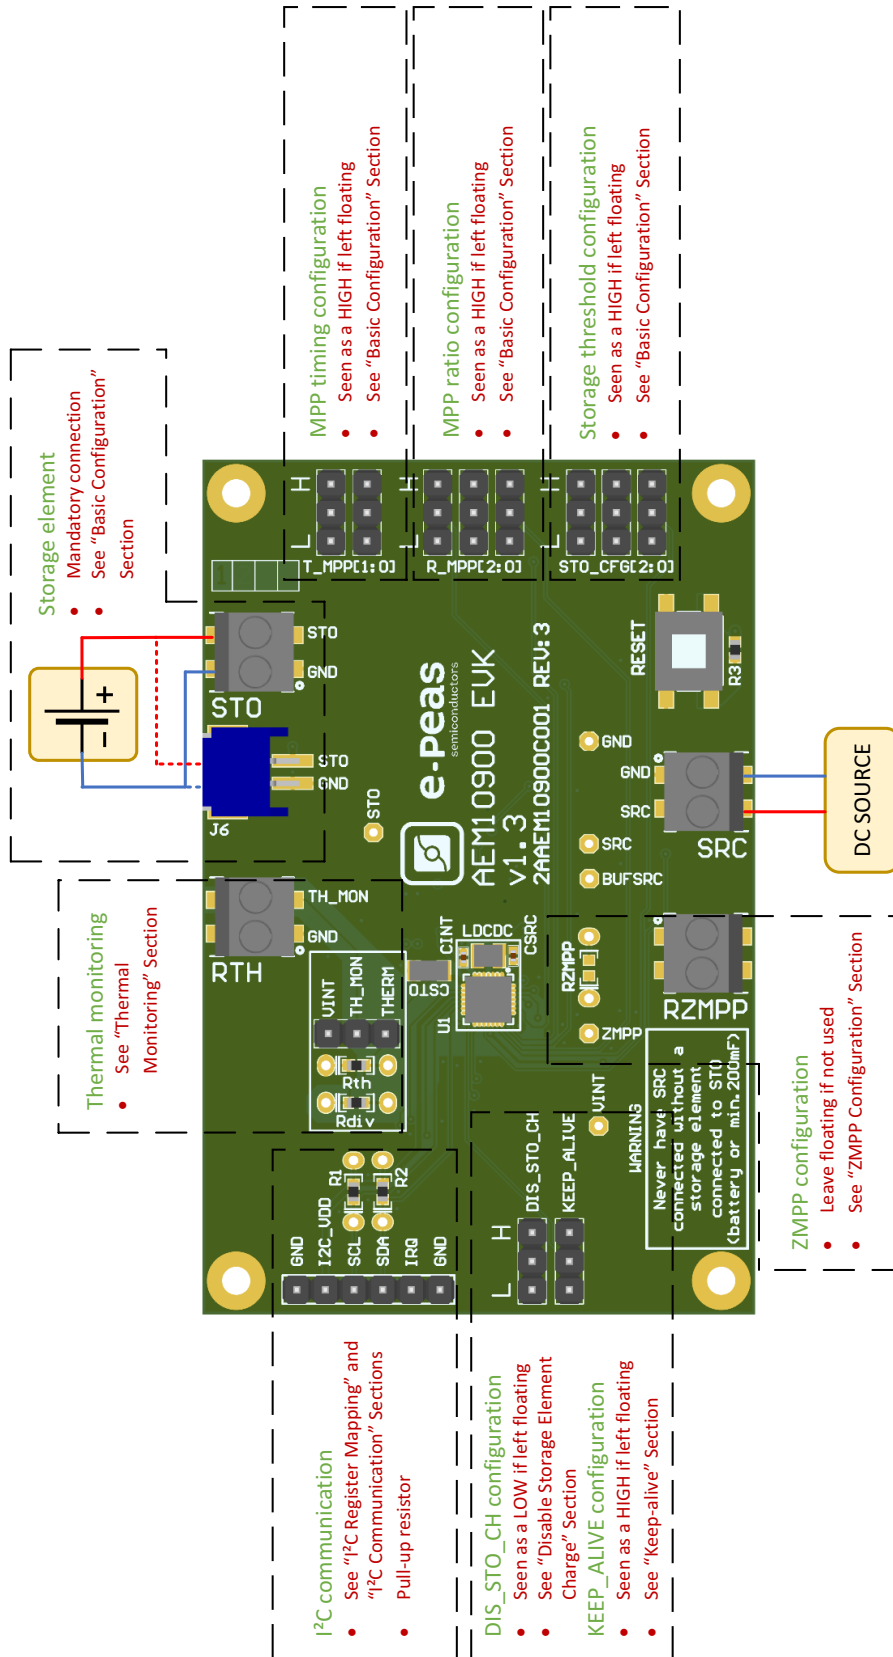 I²C communication
• See "I²C Register Mapping" and
"I²C Communication" Sections
• Pull-up resistor
DIS_STO_CH configuration
• Seen as a LOW if left floating
• See "Disable Storage Element
Charge" Section
KEEP_ALIVE configuration
• Seen as a HIGH if left floating
• See "Keep-alive" Section
Thermal monitoring
• See "Thermal
Monitoring" Section
ZMPP configuration
• Leave floating if not used
• See "ZMPP Configuration" Section
Storage element
• Mandatory connection
• See "Basic Configuration"
Section
- +
MPP timing configuration
• Seen as a HIGH if left floating
• See "Basic Configuration" Section
MPP ratio configuration
• Seen as a HIGH if left floating
• See "Basic Configuration" Section
Storage threshold configuration
• Seen as a HIGH if left floating
• See "Basic Configuration" Section
DC SOURCE
GND
I2C_VDD
SCL
SDA
IRQ
GND
R1
R2
L H
DIS_STO_CH
KEEP_ALIVE
VINT
WARNING
Never have SRC
connected without a
storage element
connected to STO
(battery or min.200mF)
RTH
GND
TH_MON
VINT
TH_MON
THERM
Rth
Rdiv
CSTO
U1
CINT
LDCDC
CSRC
RZMPP
ZMPP
RZMPP
J6
GND
STO
STO
GND
STO
STO
e-peas
semiconductors
AEM10900 EVK
v1.3
2AAEM10900C001 REV:3
BUFSRC
SRC
GND
SRC
GND
SRC
RESET
R3
L H
T_MPP[1:0]
L H
R_MPP[2:0]
L H
STO_CFG[2:0]